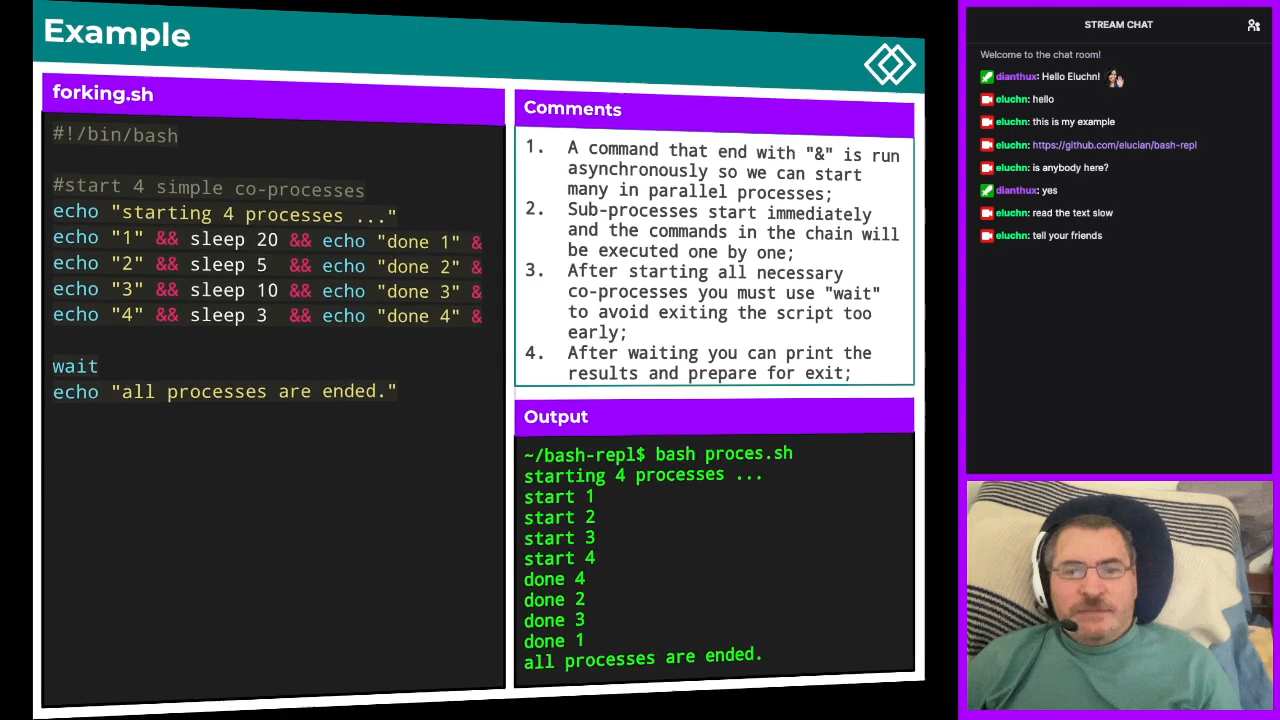 Example
forking.sh
#!/bin/bash
#start 4 simple co-processes
echo "starting 4 processes ..."
echo "1" && sleep 20 && echo "done 1" &
echo "2" && sleep 5 && echo "done 2" &
echo "3" && sleep 10 && echo "done 3" &
echo "4" && sleep 3 && echo "done 4" &
wait
echo "all processes are ended."
Comments
1. A command that end with "&" is run
asynchronously so we can start
many in parallel processes;
2. Sub-processes start immediately
and the commands in the chain will
be executed one by one;
3. After starting all necessary
co-processes you must use "wait"
to avoid exiting the script too
early;
4. After waiting you can print the
results and prepare for exit;
Output
~/bash-repl$ bash proces.sh
starting 4 processes ...
start 1
start 2
start 3
start 4
done 4
done 2
done 3
done 1
all processes are ended.
STREAM CHAT
Welcome to the chat room!
dianthux: Hello Eluchn!
eluchn: hello
eluchn: this is my example
eluchn: https://github.com/elucian/bash-repl
eluchn: is anybody here?
dianthux: yes
eluchn: read the text slow
eluchn: tell your friends